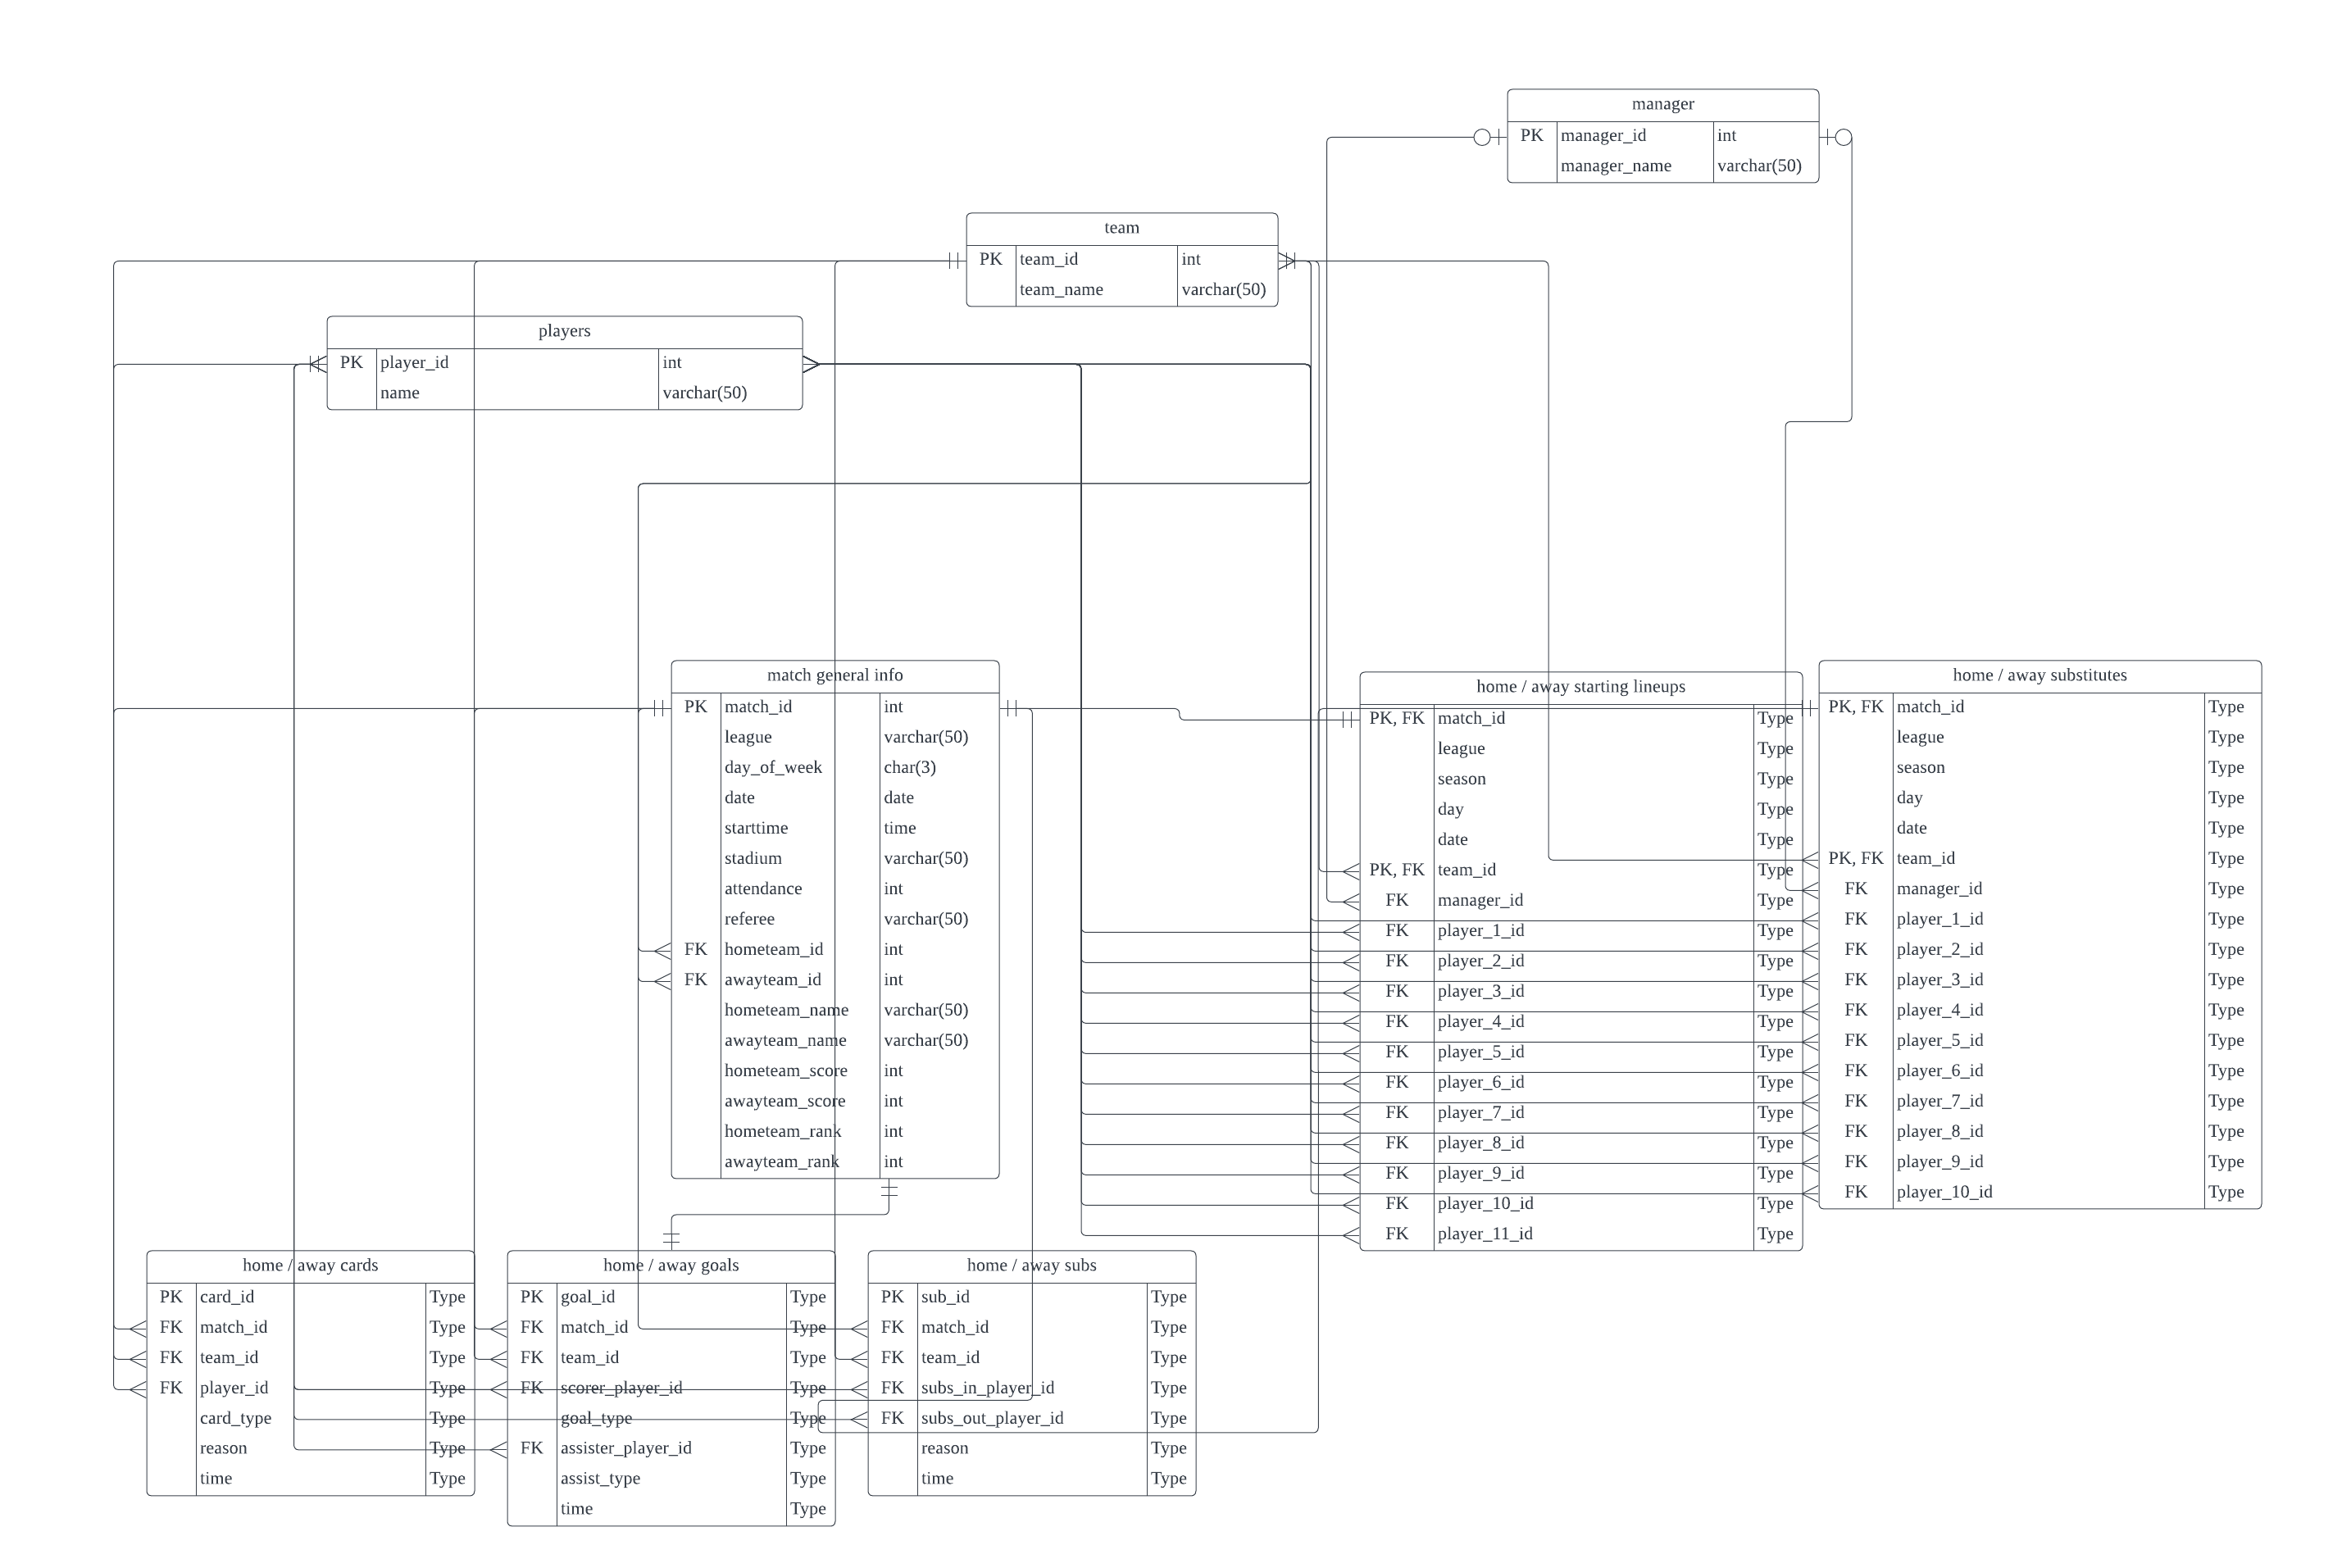 manager
PK manager_id int
manager_name varchar(50)
team
PK team_id int
team_name varchar(50)
players
PK player_id int
name varchar(50)
match general info
PK match_id int
league varchar(50)
day_of_week char(3)
date date
starttime time
stadium varchar(50)
attendance int
referee varchar(50)
FK hometeam_id int
FK awayteam_id int
hometeam_name varchar(50)
awayteam_name varchar(50)
hometeam_score int
awayteam_score int
hometeam_rank int
awayteam_rank int
home / away starting lineups
PK, FK match_id Type
league Type
season Type
day Type
date Type
PK, FK team_id Type
FK manager_id Type
FK player_1_id Type
FK player_2_id Type
FK player_3_id Type
FK player_4_id Type
FK player_5_id Type
FK player_6_id Type
FK player_7_id Type
FK player_8_id Type
FK player_9_id Type
FK player_10_id Type
FK player_11_id Type
home / away substitutes
PK, FK match_id Type
league Type
season Type
day Type
date Type
PK, FK team_id Type
FK manager_id Type
FK player_1_id Type
FK player_2_id Type
FK player_3_id Type
FK player_4_id Type
FK player_5_id Type
FK player_6_id Type
FK player_7_id Type
FK player_8_id Type
FK player_9_id Type
FK player_10_id Type
home / away cards
PK card_id Type
FK match_id Type
FK team_id Type
FK player_id Type
card_type Type
reason Type
time Type
home / away goals
PK goal_id Type
FK match_id Type
FK team_id Type
FK scorer_player_id Type
goal_type Type
FK assister_player_id Type
assist_type Type
time Type
home / away subs
PK sub_id Type
FK match_id Type
FK team_id Type
FK subs_in_player_id Type
FK subs_out_player_id Type
reason Type
time Type